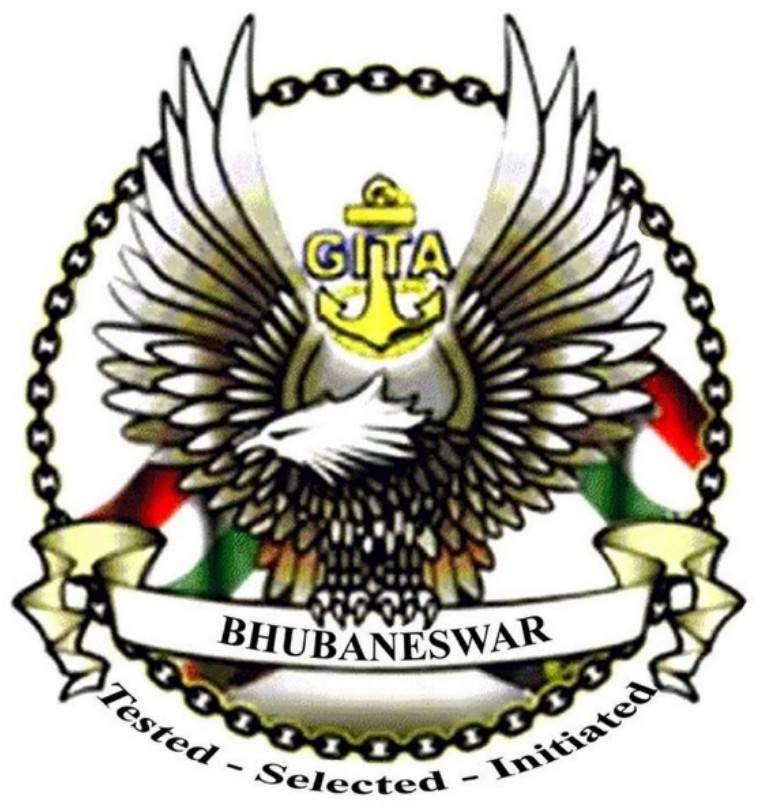 GITA
BHUBANESWAR
Tested - Selected - Initiated